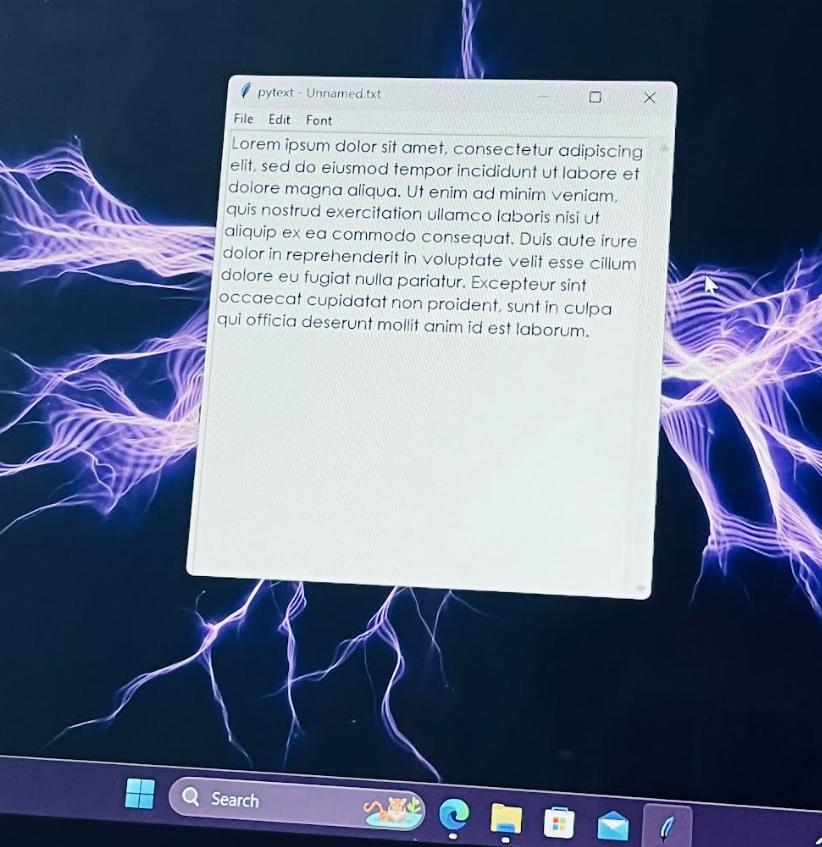 pytext - Unnamed.txt
File Edit Font
Lorem ipsum dolor sit amet, consectetur adipiscing
elit, sed do eiusmod tempor incididunt ut labore et
dolore magna aliqua. Ut enim ad minim veniam,
quis nostrud exercitation ullamco laboris nisi ut
aliquip ex ea commodo consequat. Duis aute irure
dolor in reprehenderit in voluptate velit esse cillum
dolore eu fugiat nulla pariatur. Excepteur sint
occaecat cupidatat non proident, sunt in culpa
qui officia deserunt mollit anim id est laborum.
Search